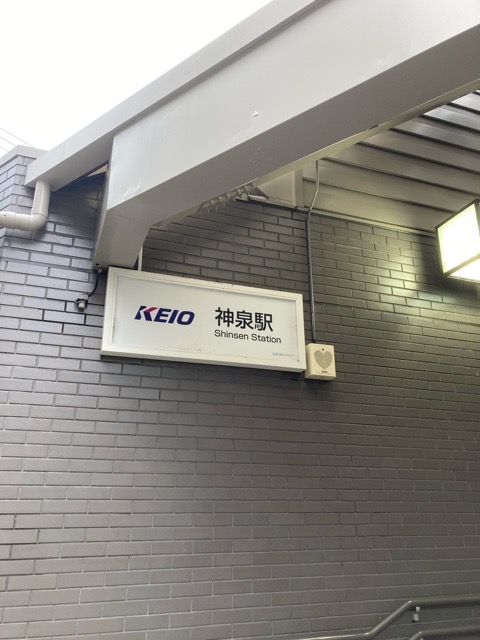 KEIO 神泉駅
Shinsen Station